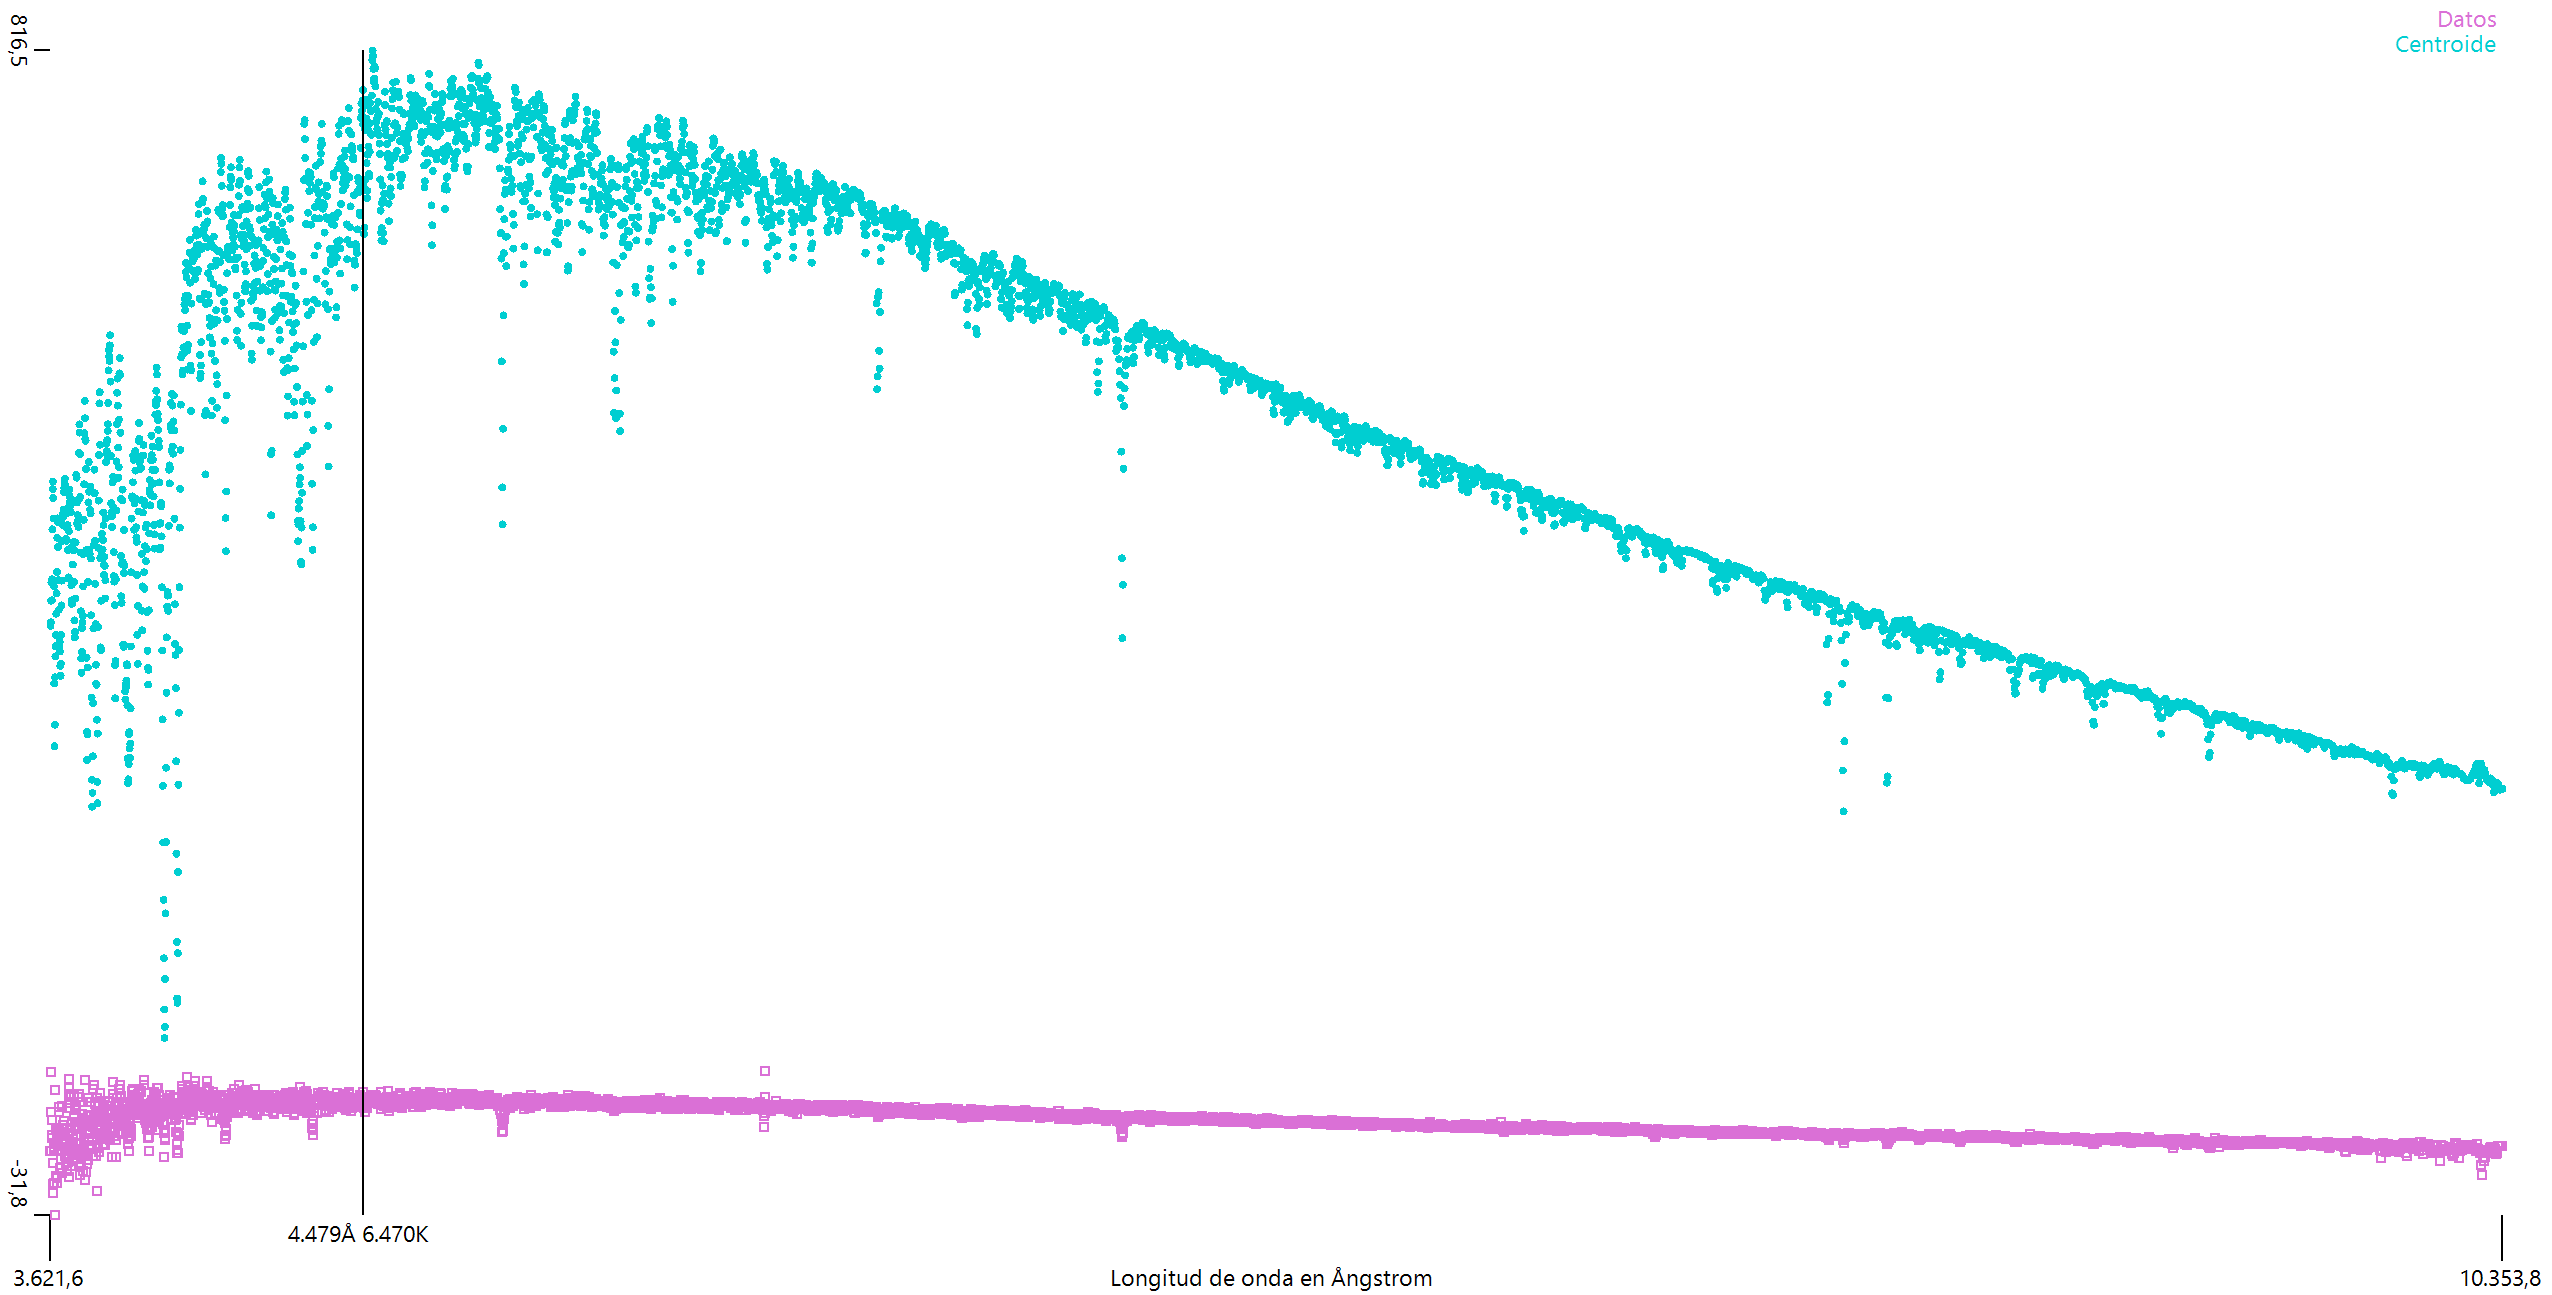 Datos
Centroide
816,5
-31,8
4.479Å 6.470K
3.621,6
Longitud de onda en Ångstrom
10.353,8